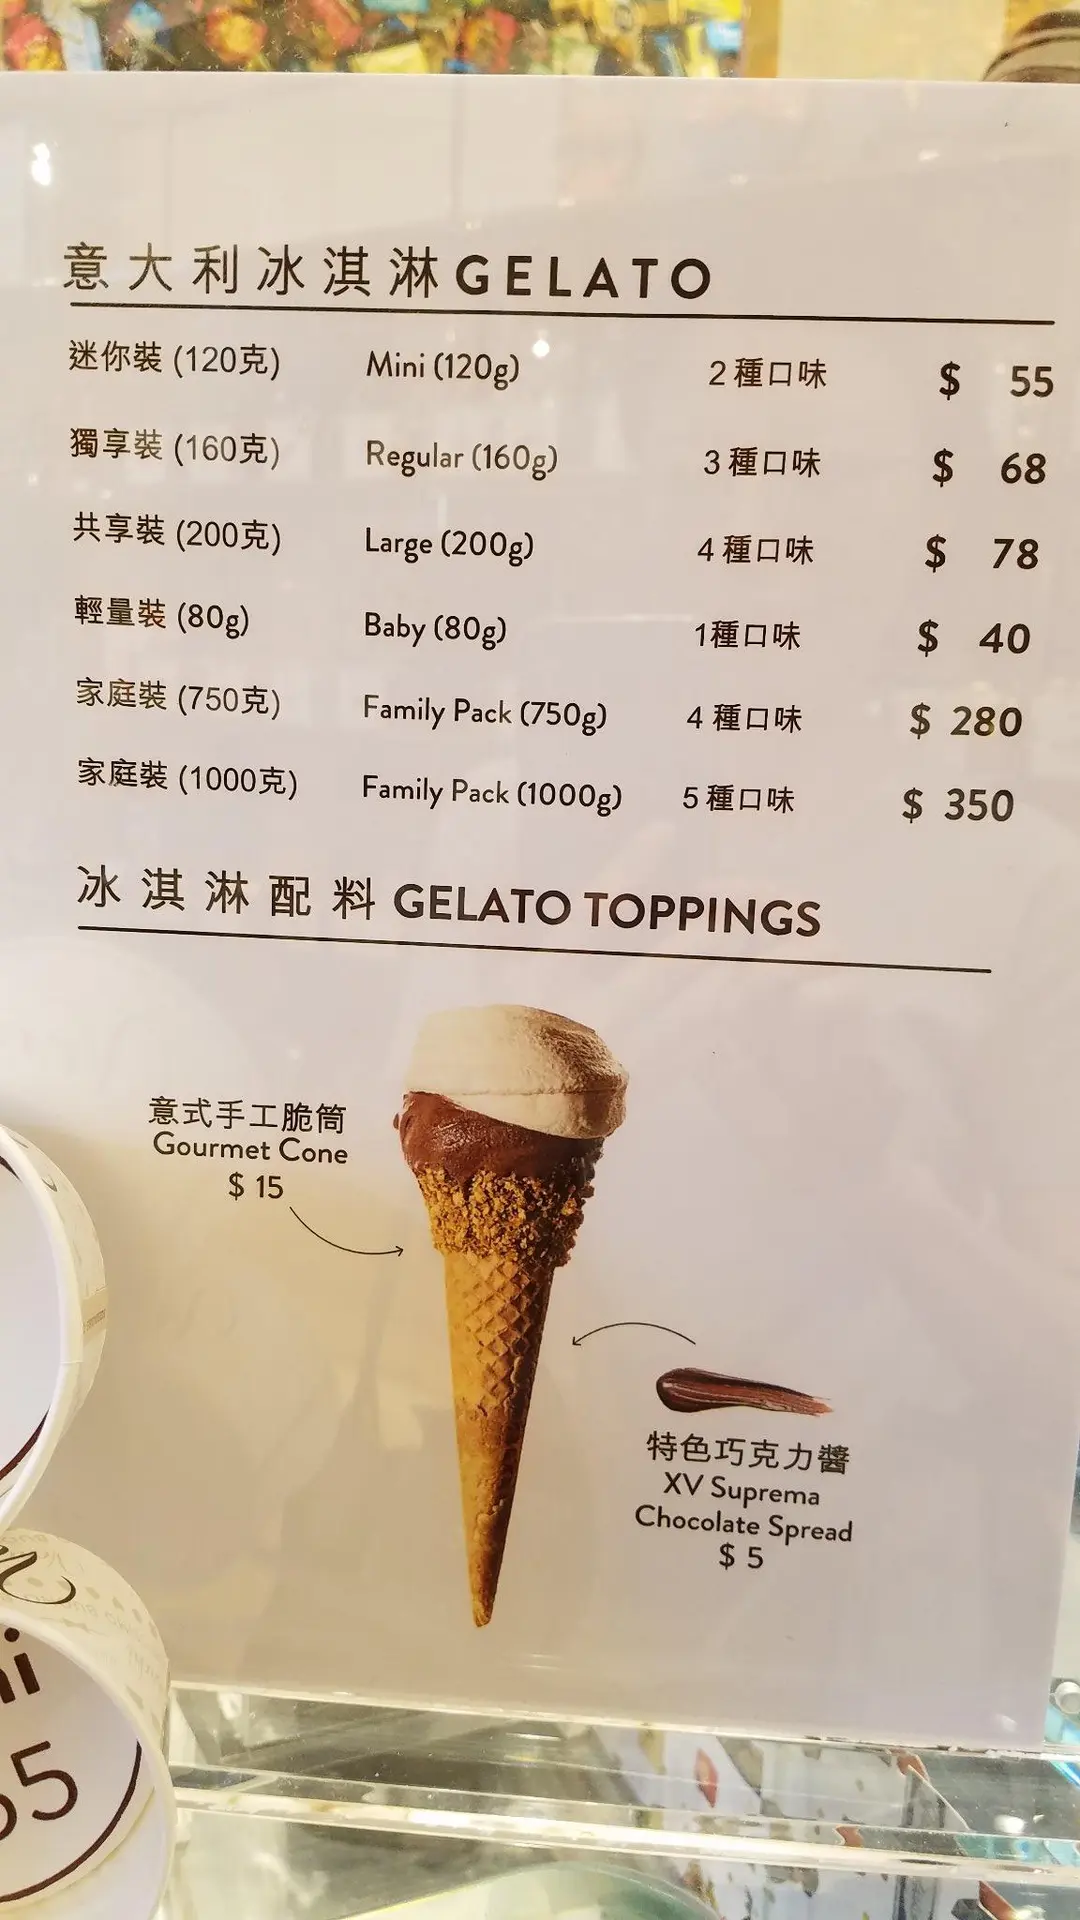 意大利冰淇淋 GELATO
迷你裝 (120克) Mini (120g) 2 種口味 $ 55
獨享裝 (160克) Regular (160g) 3 種口味 $ 68
共享裝 (200克) Large (200g) 4 種口味 $ 78
輕量裝 (80g) Baby (80g) 1種口味 $ 40
家庭裝 (750克) Family Pack (750g) 4 種口味 $ 280
家庭裝 (1000克) Family Pack (1000g) 5 種口味 $ 350
冰淇淋配料 GELATO TOPPINGS
意式手工脆筒
Gourmet Cone
$ 15
特色巧克力醬
XV Suprema
Chocolate Spread
$ 5